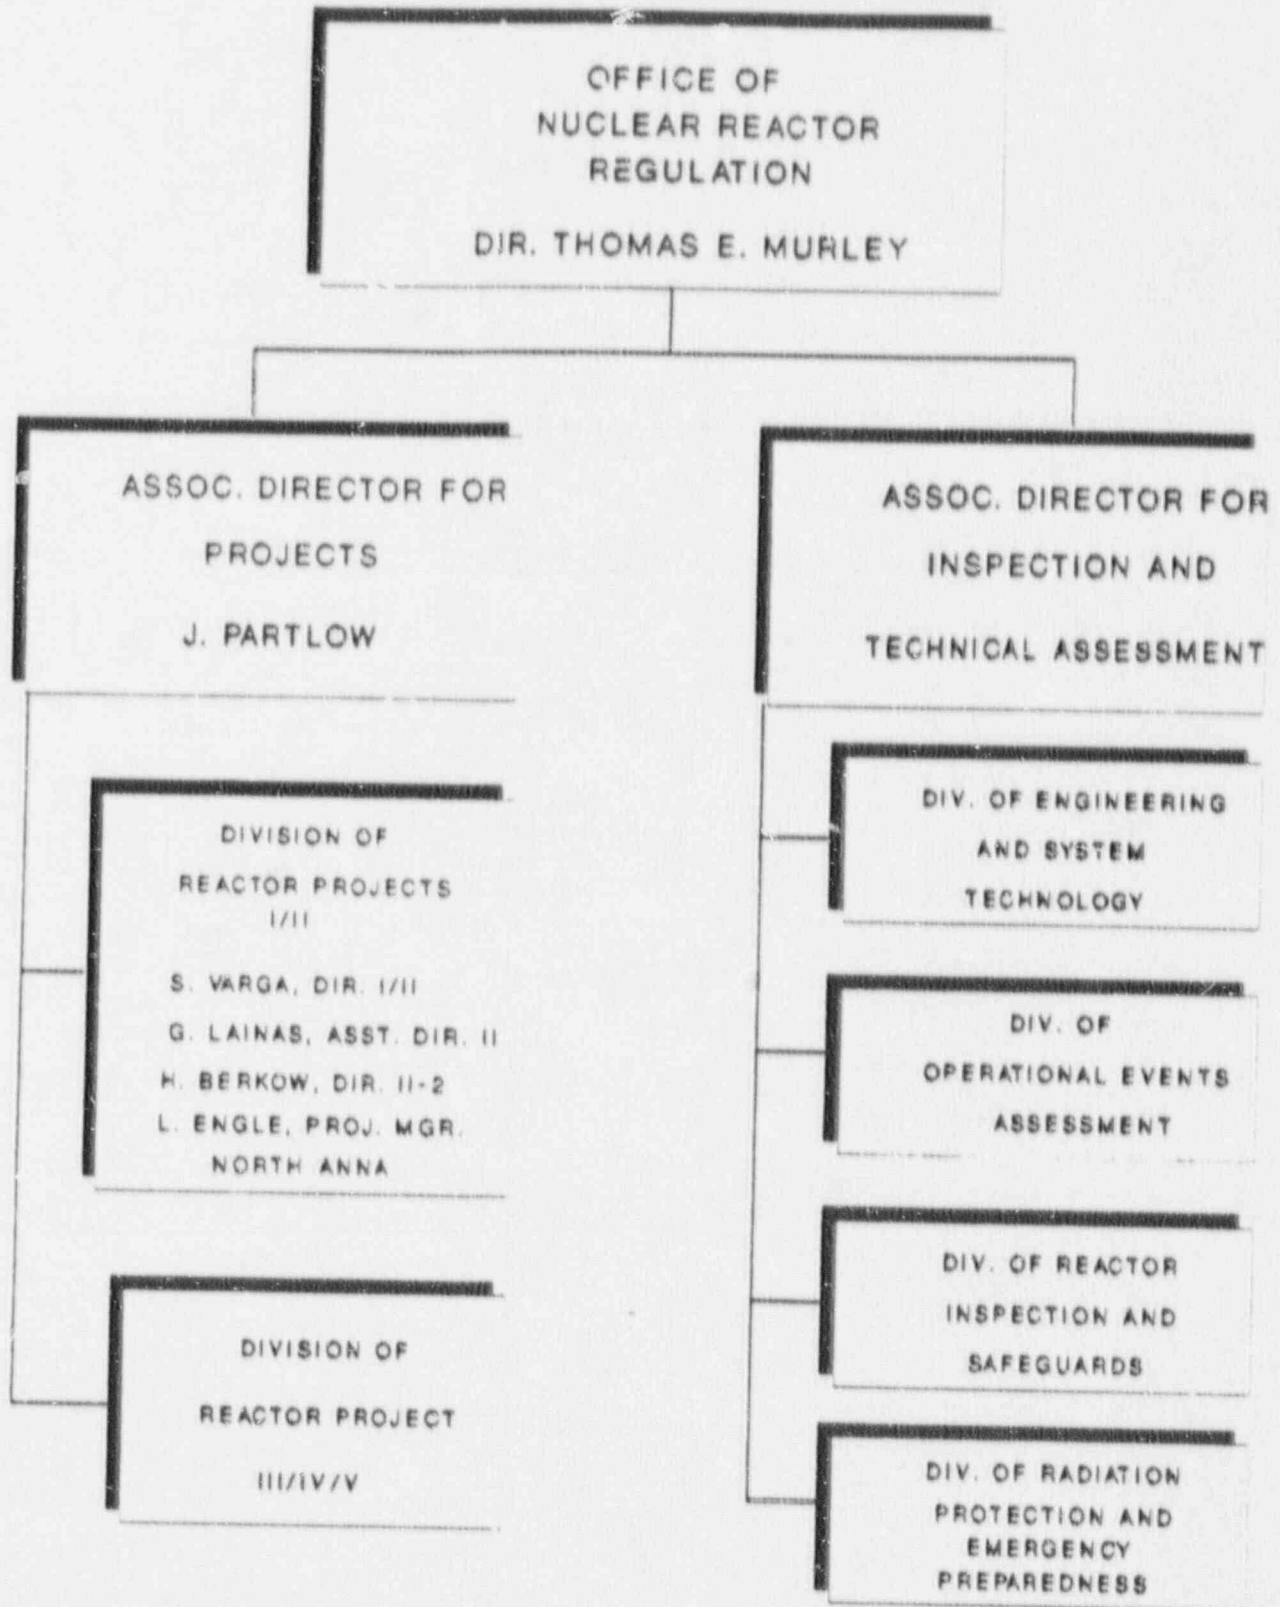 OFFICE OF
NUCLEAR REACTOR
REGULATION
DIR. THOMAS E. MURLEY
ASSOC. DIRECTOR FOR
PROJECTS
J. PARTLOW
DIVISION OF
REACTOR PROJECTS
I/II
S. VARGA, DIR. I/II
G. LAINAS, ASST. DIR. II
H. BERKOW, DIR. II-2
L. ENGLE, PROJ. MGR.
NORTH ANNA
DIVISION OF
REACTOR PROJECT
III/IV/V
ASSOC. DIRECTOR FOR
INSPECTION AND
TECHNICAL ASSESSMENT
DIV. OF ENGINEERING
AND SYSTEM
TECHNOLOGY
DIV. OF
OPERATIONAL EVENTS
ASSESSMENT
DIV. OF REACTOR
INSPECTION AND
SAFEGUARDS
DIV. OF RADIATION
PROTECTION AND
EMERGENCY
PREPAREDNESS